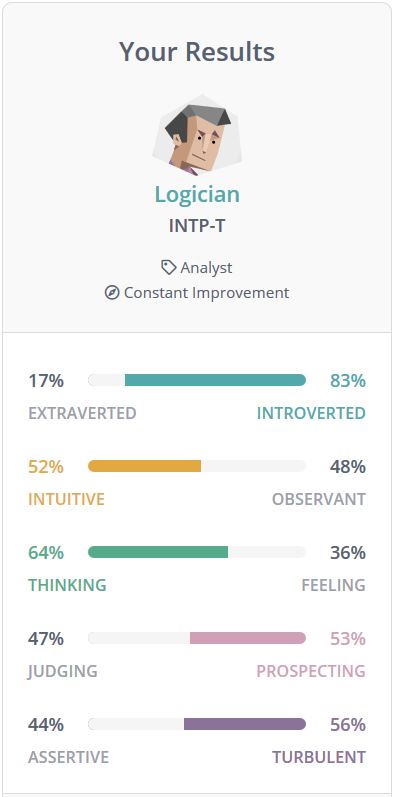 Your Results
Logician
INTP-T
Analyst
Constant Improvement
17% 83%
EXTRAVERTED INTROVERTED
52% 48%
INTUITIVE OBSERVANT
64% 36%
THINKING FEELING
47% 53%
JUDGING PROSPECTING
44% 56%
ASSERTIVE TURBULENT